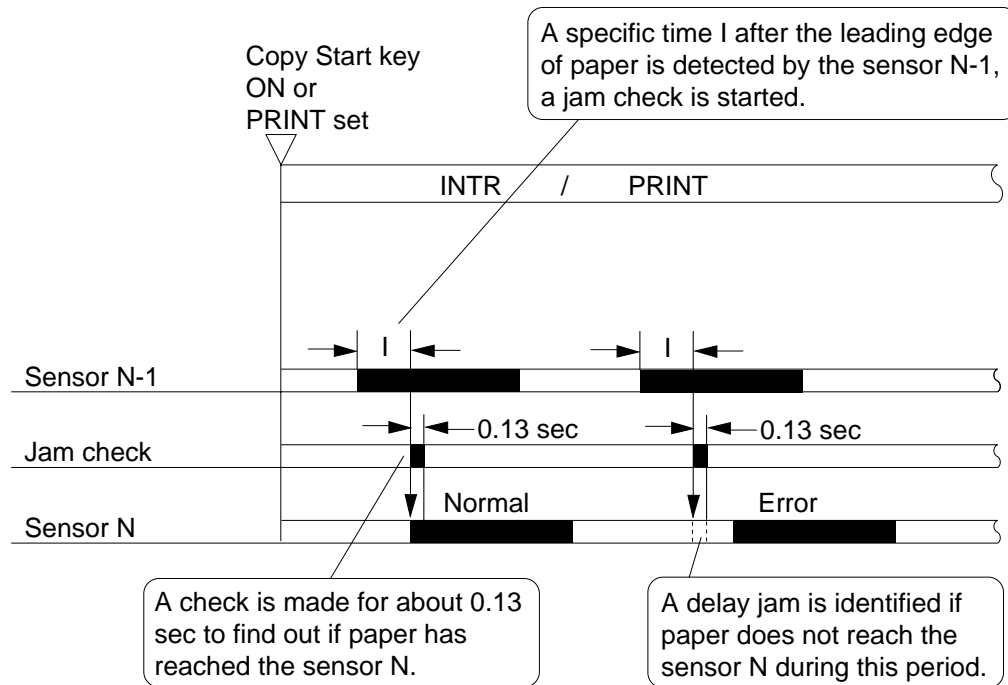 Copy Start key
ON or
PRINT set
A specific time I after the leading edge
of paper is detected by the sensor N-1,
a jam check is started.
INTR / PRINT
I I
Sensor N-1
0.13 sec 0.13 sec
Jam check
Normal Error
Sensor N
A check is made for about 0.13
sec to find out if paper has
reached the sensor N.
A delay jam is identified if
paper does not reach the
sensor N during this period.